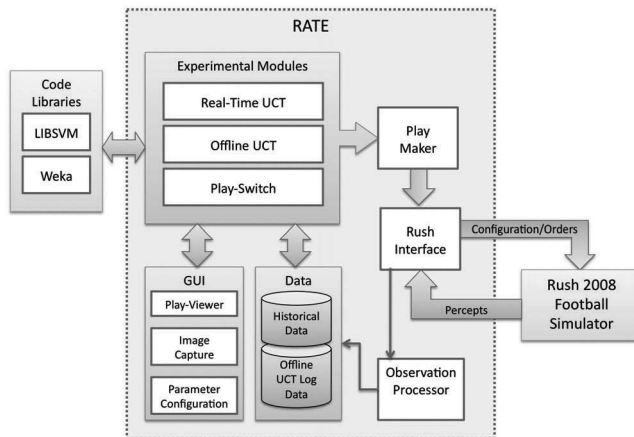 RATE
Experimental Modules
Real-Time UCT
Offline UCT
Play-Switch
Code
Libraries
LIBSVM
Weka
Play
Maker
Rush
Interface
Configuration/Orders
Percepts
Rush 2008
Football
Simulator
GUI
Play-Viewer
Image
Capture
Parameter
Configuration
Data
Historical
Data
Offline
UCT Log
Data
Observation
Processor